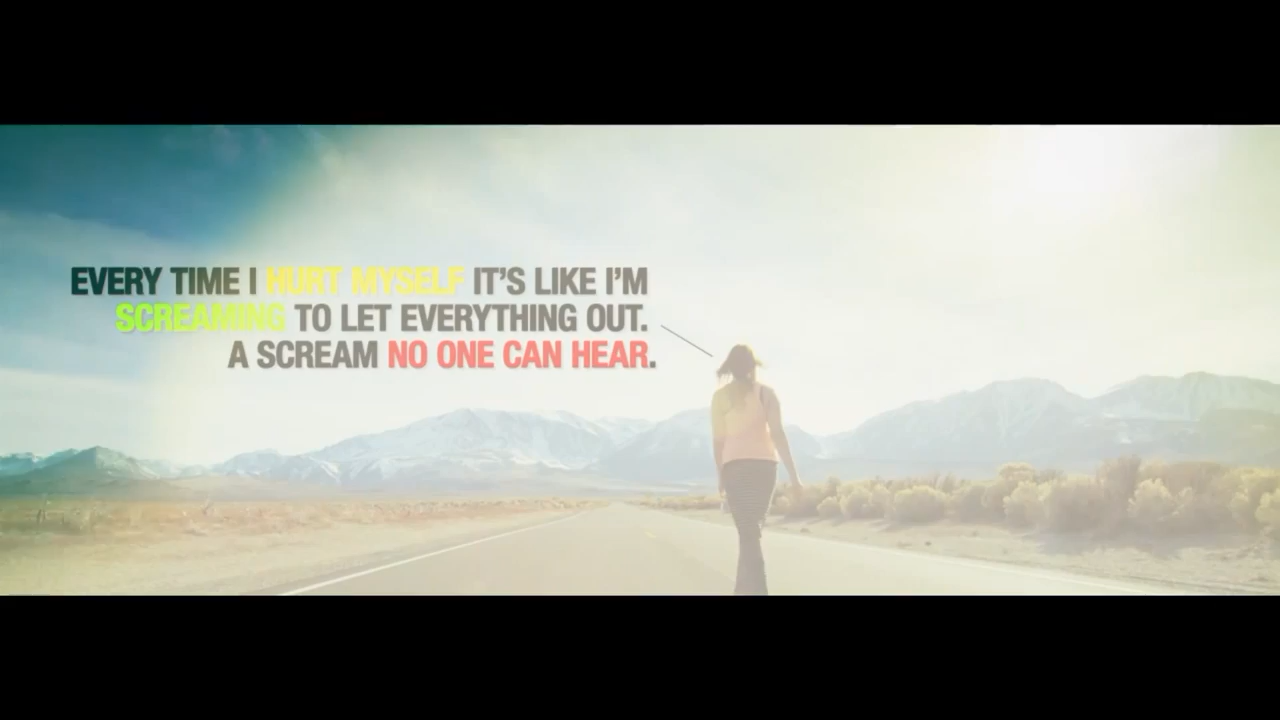 EVERY TIME I HURT MYSELF IT'S LIKE I'M
SCREAMING TO LET EVERYTHING OUT.
A SCREAM NO ONE CAN HEAR.